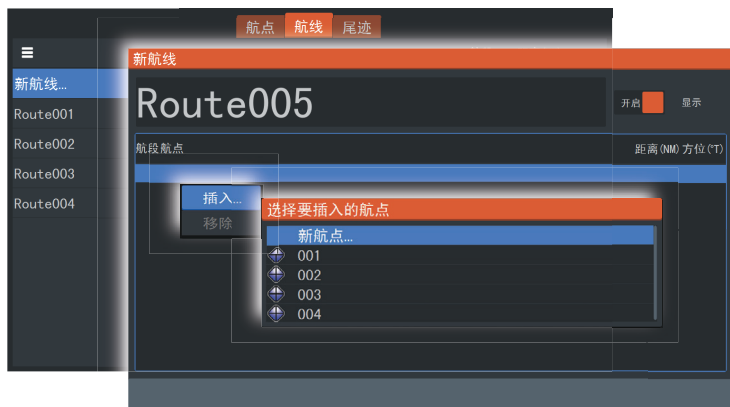 航点 航线 尾迹
新航线
新航线...
Route001
Route002
Route003
Route004
Route005
开启 显示
航段航点 距离(NM) 方位(°T)
插入...
移除
选择要插入的航点
新航点...
001
002
003
004